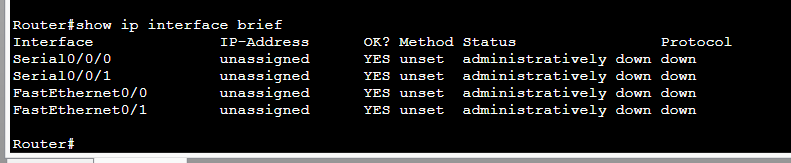 Router#show ip interface brief
Interface              IP-Address      OK? Method Status                Protocol
Serial0/0/0            unassigned      YES unset  administratively down down
Serial0/0/1            unassigned      YES unset  administratively down down
FastEthernet0/0        unassigned      YES unset  administratively down down
FastEthernet0/1        unassigned      YES unset  administratively down down
Router#